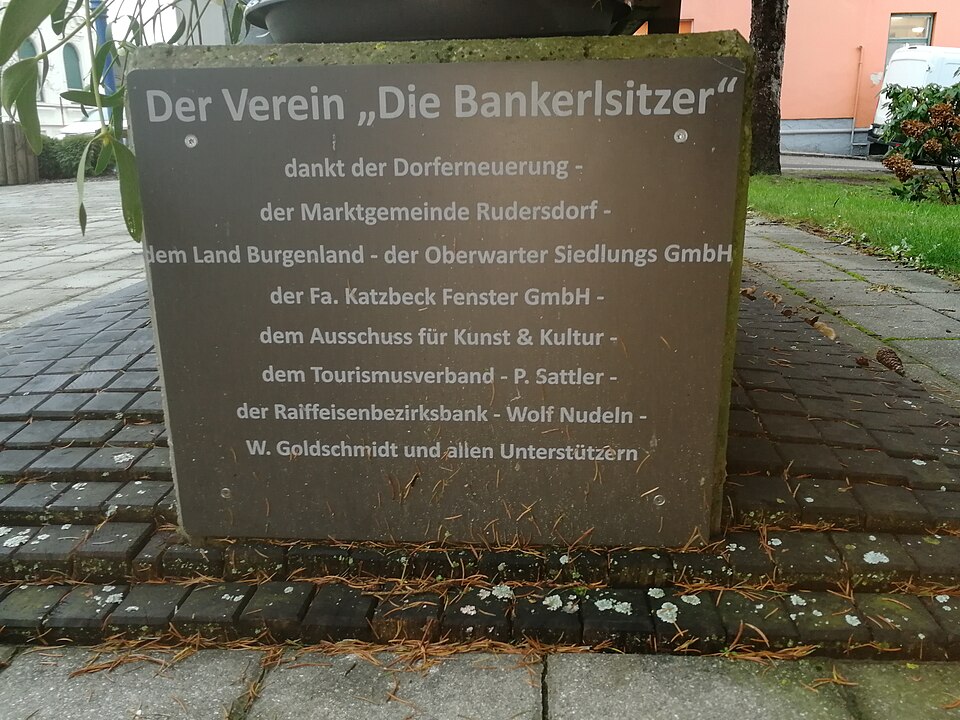 Der Verein „Die Bankerlsitzer“
dankt der Dorferneuerung -
der Marktgemeinde Rudersdorf -
dem Land Burgenland - der Oberwarter Siedlungs GmbH
der Fa. Katzbeck Fenster GmbH -
dem Ausschuss für Kunst & Kultur -
dem Tourismusverband - P. Sattler -
der Raiffeisenbezirksbank - Wolf Nudeln -
W. Goldschmidt und allen Unterstützern